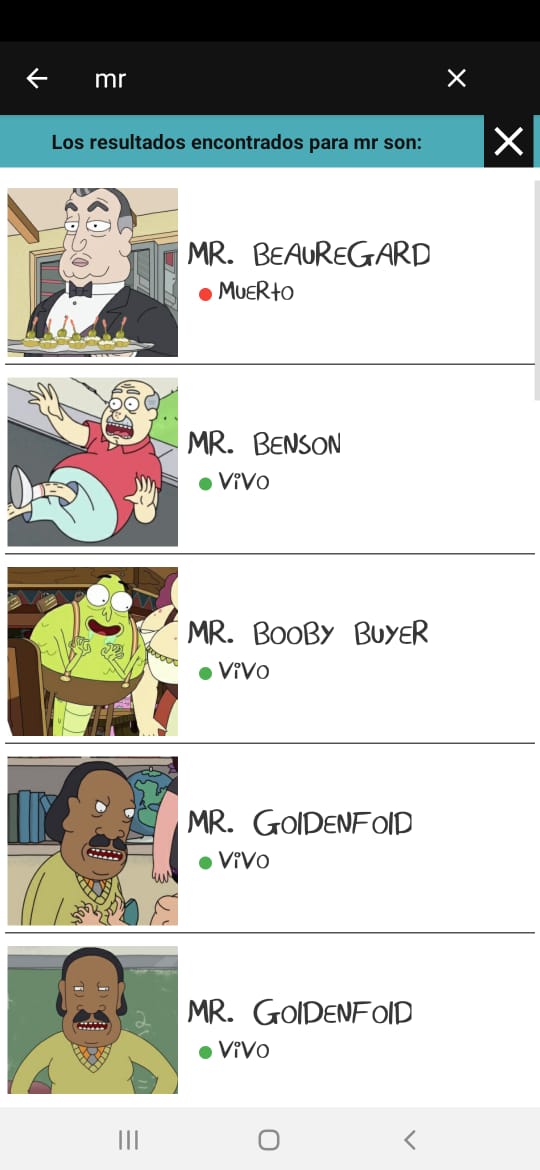 mr
Los resultados encontrados para mr son:
MR. BEAUREGARD
MuERto
MR. BENSON
ViVo
MR. BOOBY BUYER
ViVo
MR. GolDENFolD
ViVo
MR. GolDENFolD
ViVo